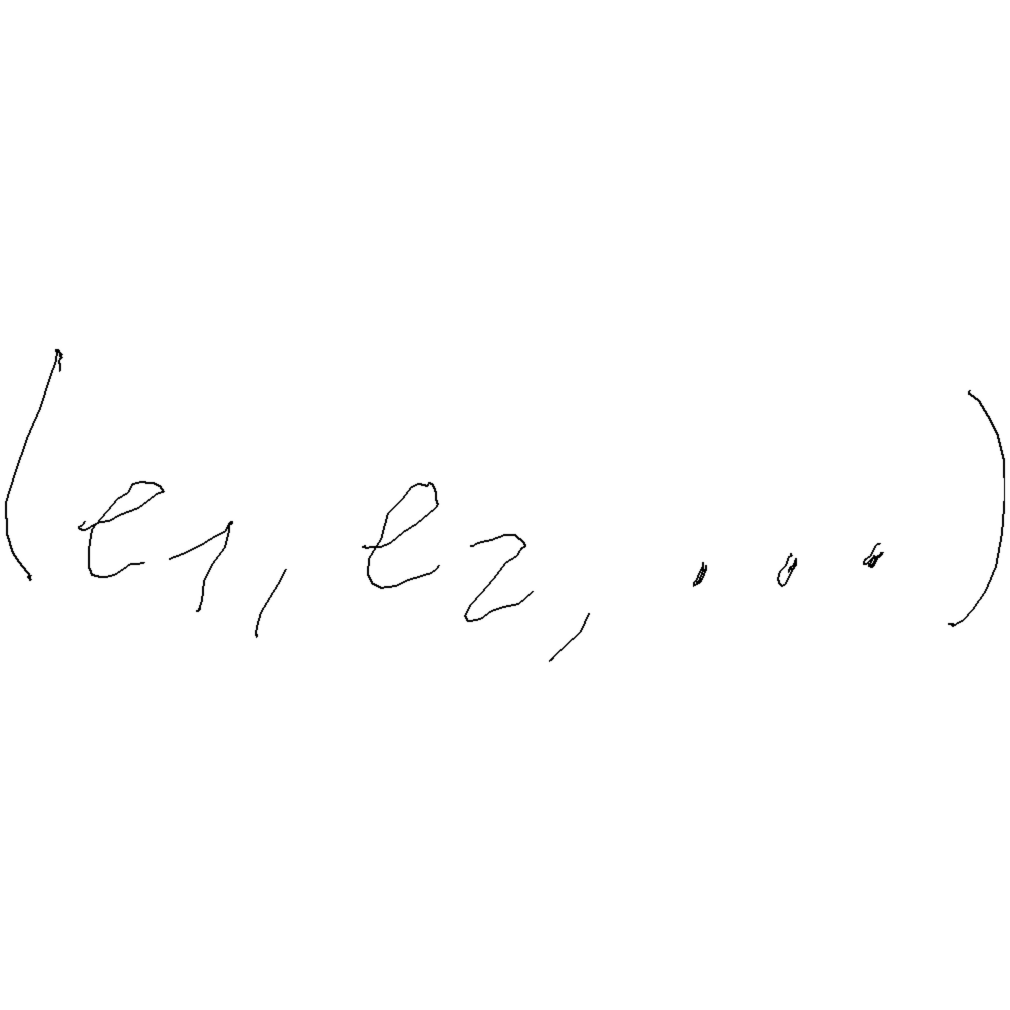 (e₁, e₂, ...)